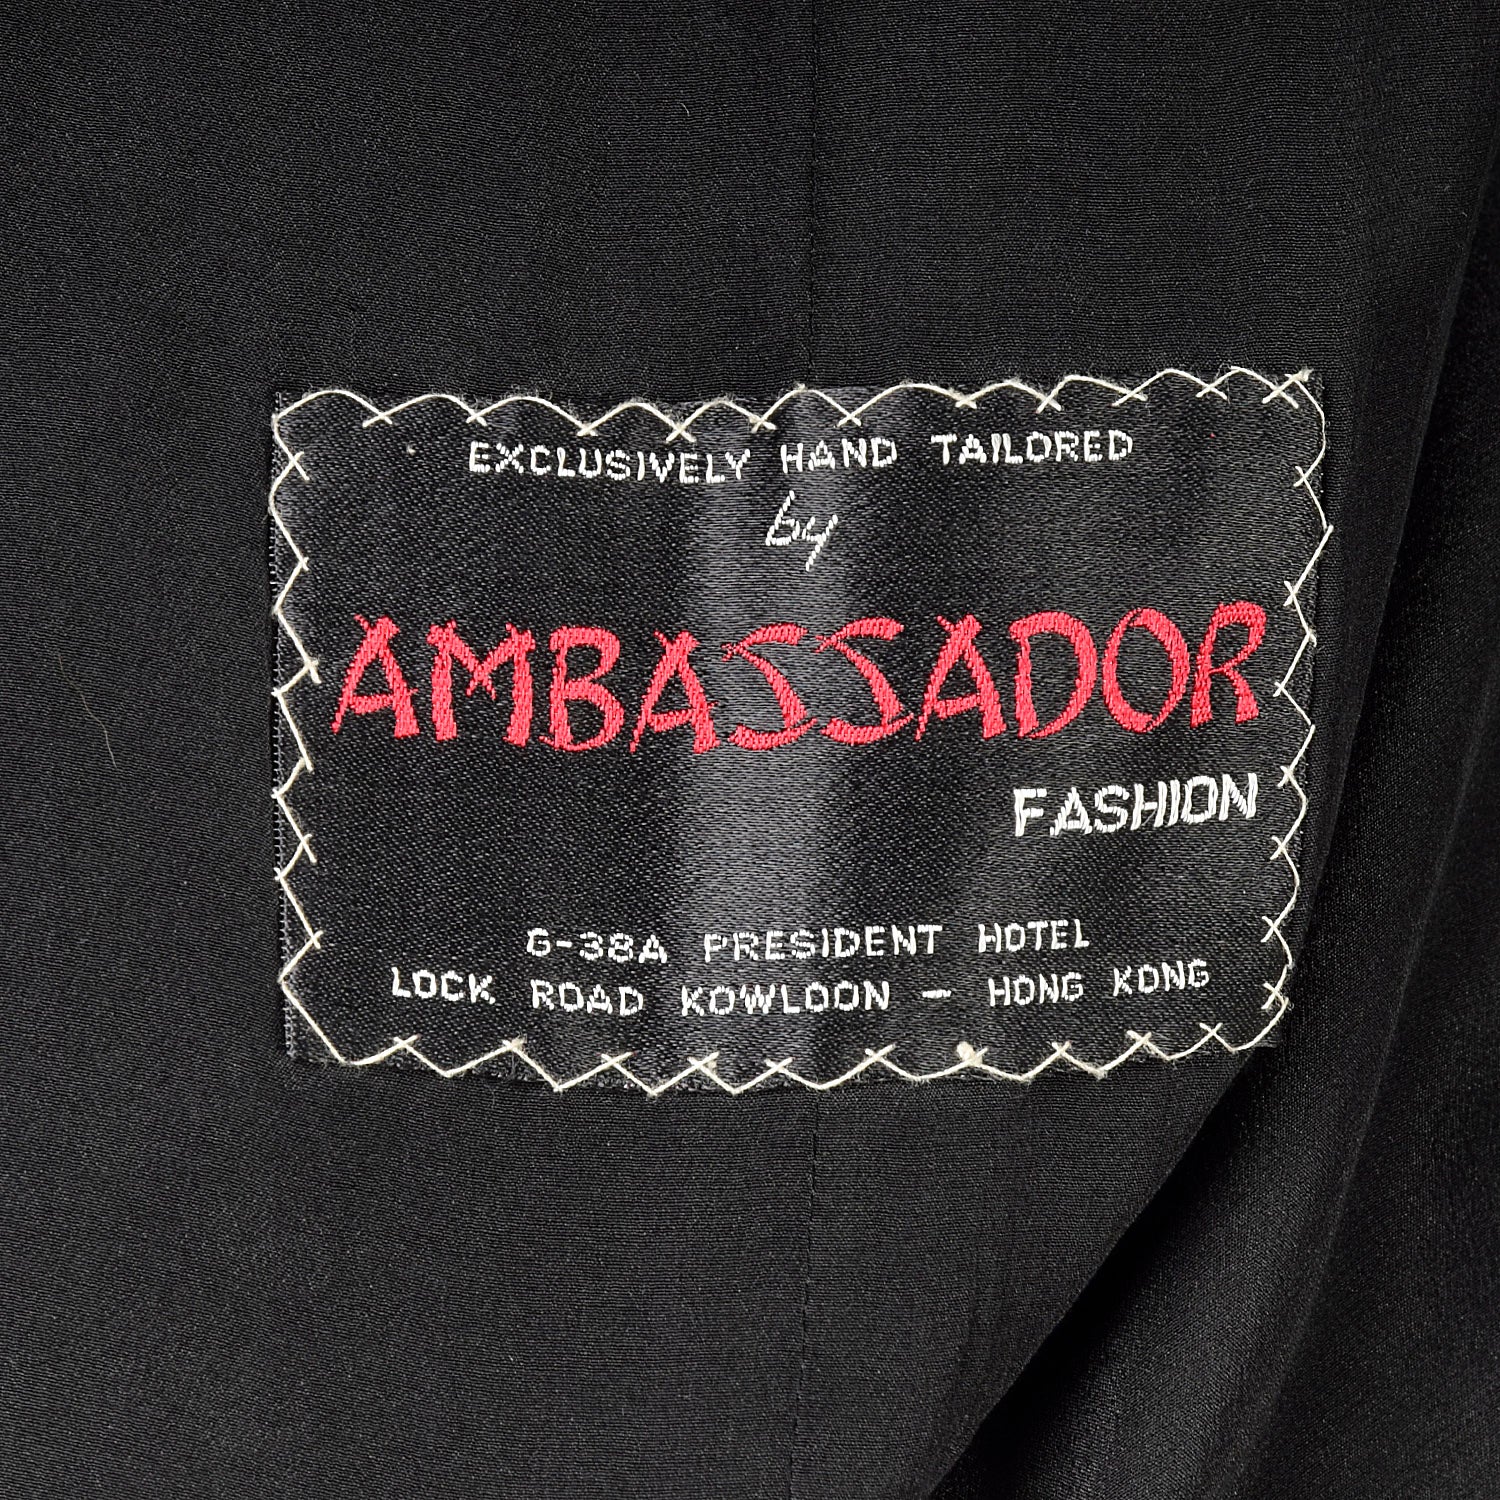 EXCLUSIVELY HAND TAILORED
by
AMBASSADOR
FASHION
G-38A PRESIDENT HOTEL
LOCK ROAD KOWLOON - HONG KONG